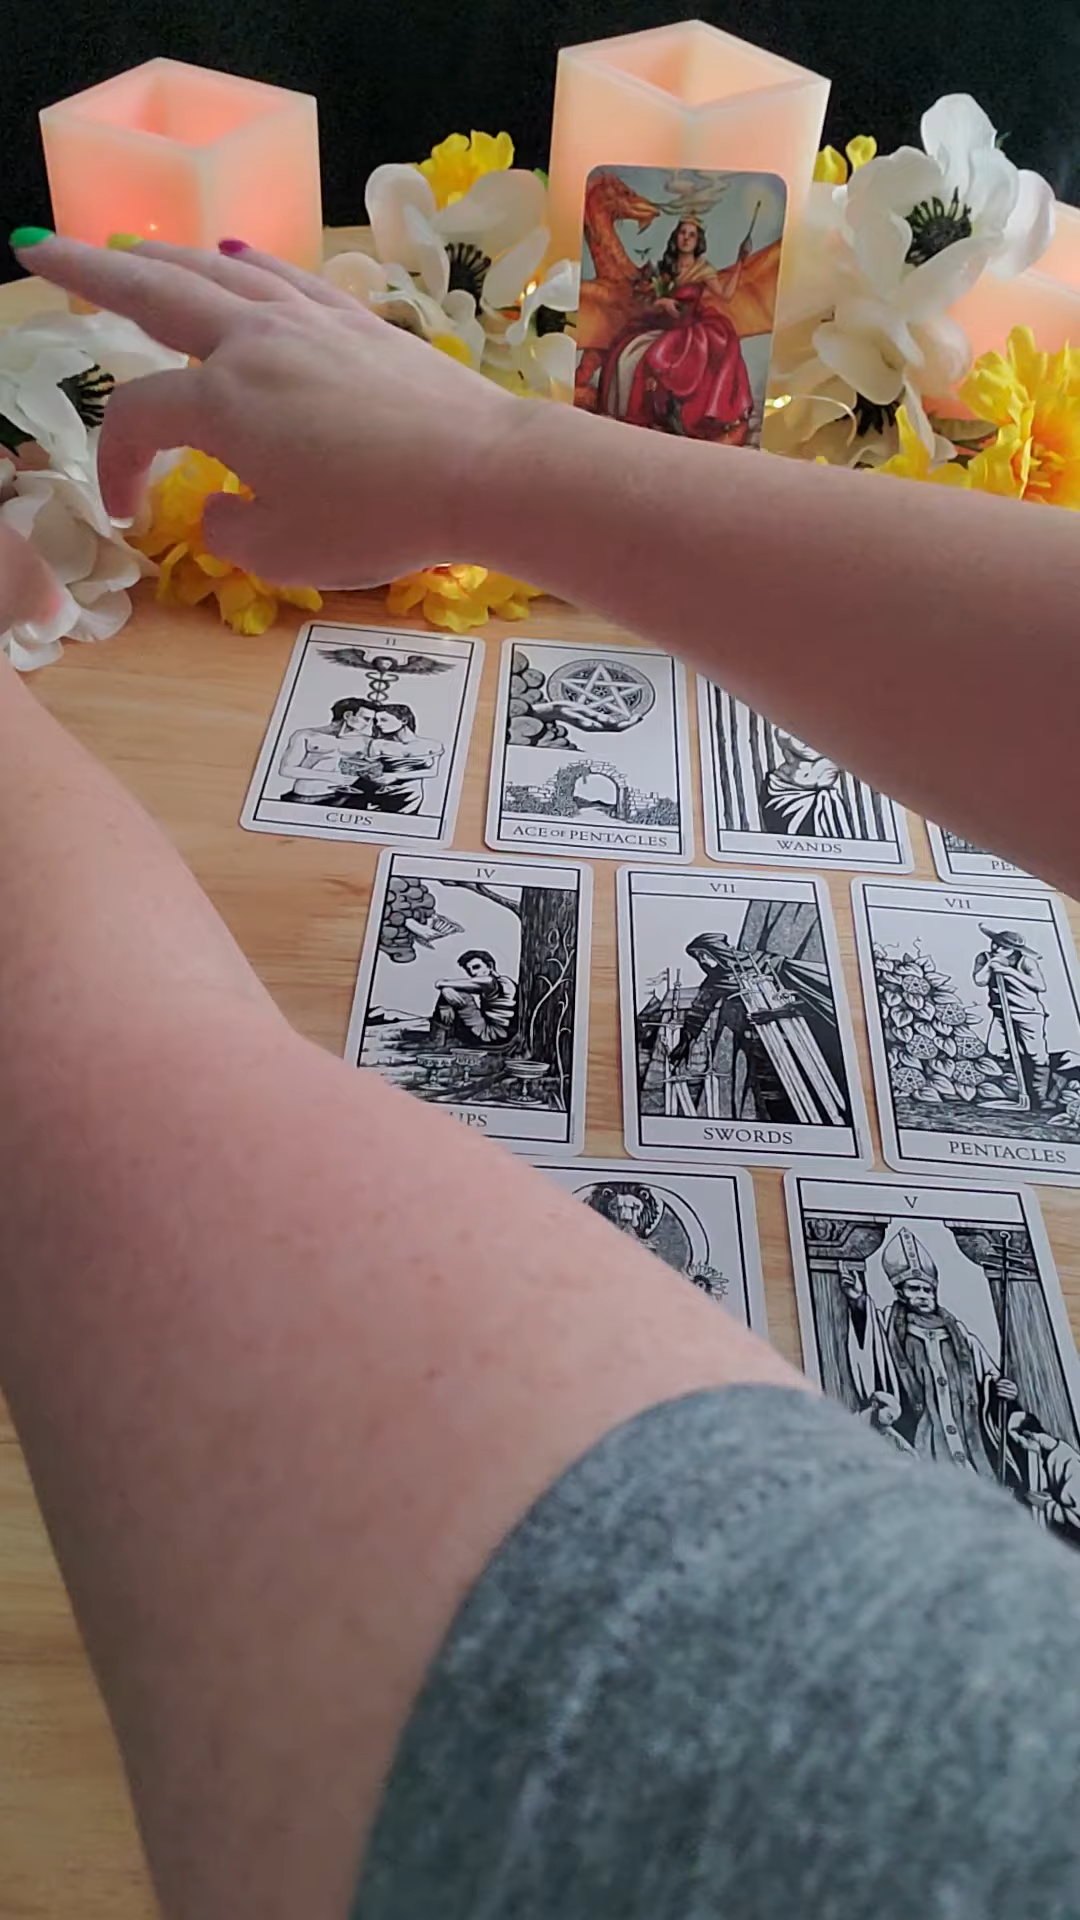 II
CUPS
ACE OF PENTACLES
WANDS
IV
VII
SWORDS
VII
PENTACLES
V